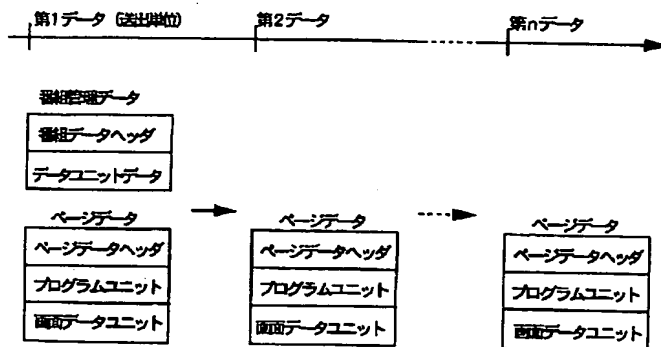 第1データ (送出単位) 第2データ 第nデータ
番組管理データ
番組データヘッダ
データユニットデータ
ページデータ ページデータ ページデータ
ページデータヘッダ ページデータヘッダ ページデータヘッダ
プログラムユニット プログラムユニット プログラムユニット
画面データユニット 画面データユニット 画面データユニット